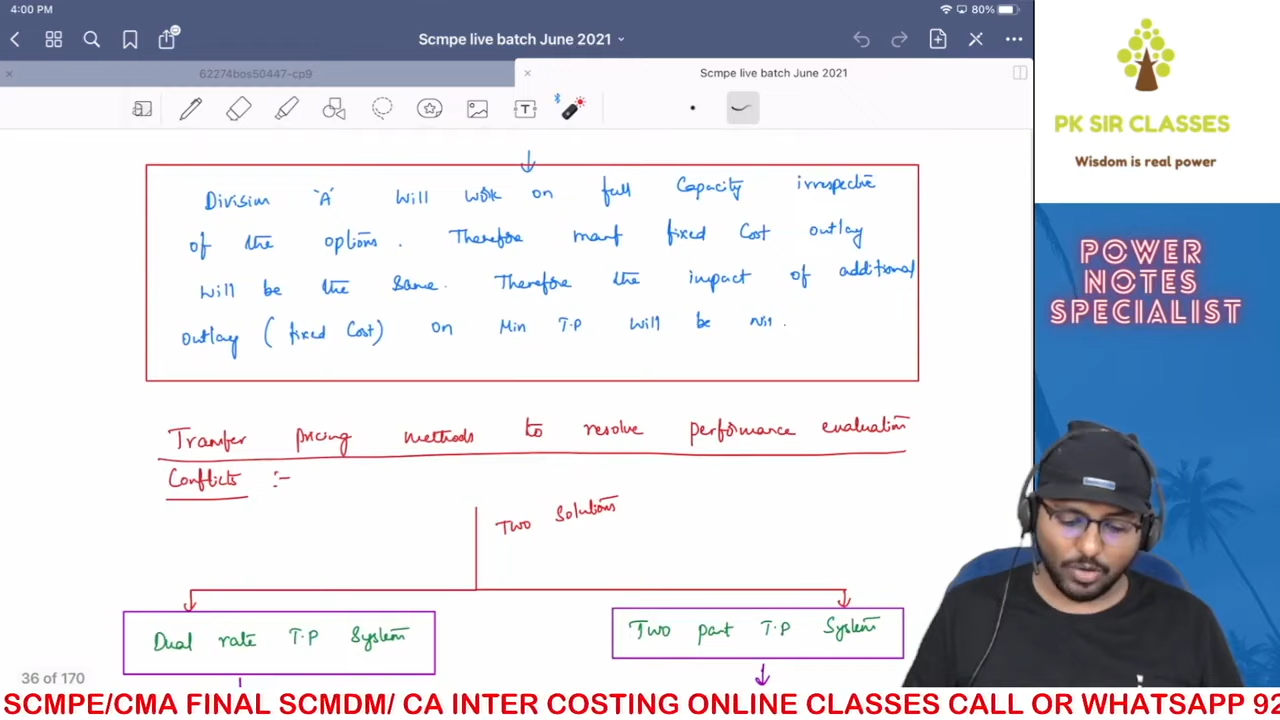 4:00 PM
80%
Scmpe live batch June 2021
62274bos50447-cp9
Scmpe live batch June 2021
Division 'A' will work on full Capacity irrespective
of the options. Therefore manf fixed Cost outlay
will be the Same. Therefore the impact of additional
outlay (fixed Cost) on Min T.P will be Nil.
Transfer pricing methods to resolve performance evaluation
Conflicts :-
Two Solutions
Dual rate T.P System
Two part T.P System
36 of 170
PK SIR CLASSES
Wisdom is real power
POWER
NOTES
SPECIALIST
SCMPE/CMA FINAL SCMDM/ CA INTER COSTING ONLINE CLASSES CALL OR WHATSAPP 92